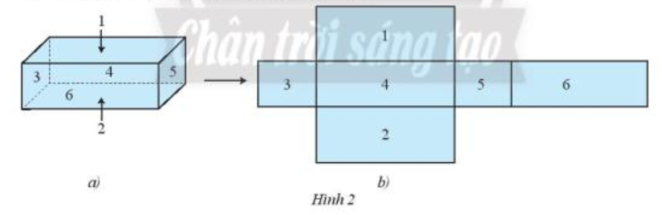 Chân trời sáng tạo
1
3 4 5
6
2
a)
1
3 4 5 6
2
b)
Hình 2